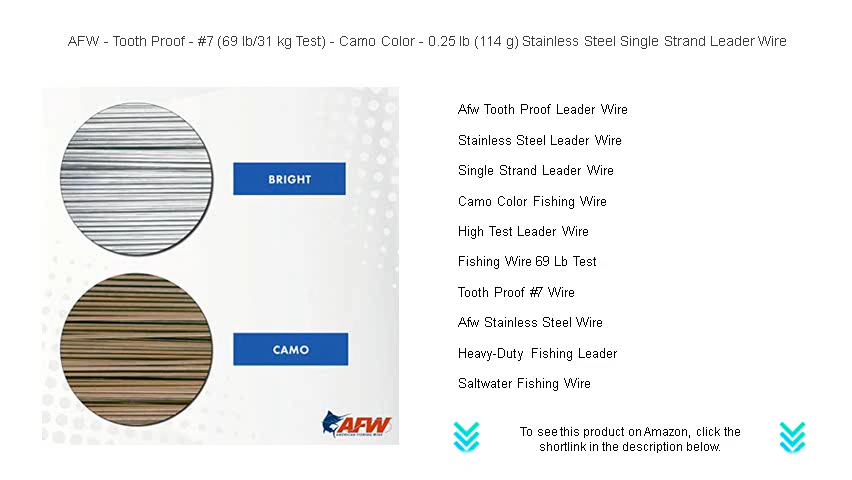 AFW - Tooth Proof - #7 (69 lb/31 kg Test) - Camo Color - 0.25 lb (114 g) Stainless Steel Single Strand Leader Wire
BRIGHT
CAMO
AFW
AMERICAN FISHING WIRE
Afw Tooth Proof Leader Wire
Stainless Steel Leader Wire
Single Strand Leader Wire
Camo Color Fishing Wire
High Test Leader Wire
Fishing Wire 69 Lb Test
Tooth Proof #7 Wire
Afw Stainless Steel Wire
Heavy-Duty Fishing Leader
Saltwater Fishing Wire
To see this product on Amazon, click the
shortlink in the description below.